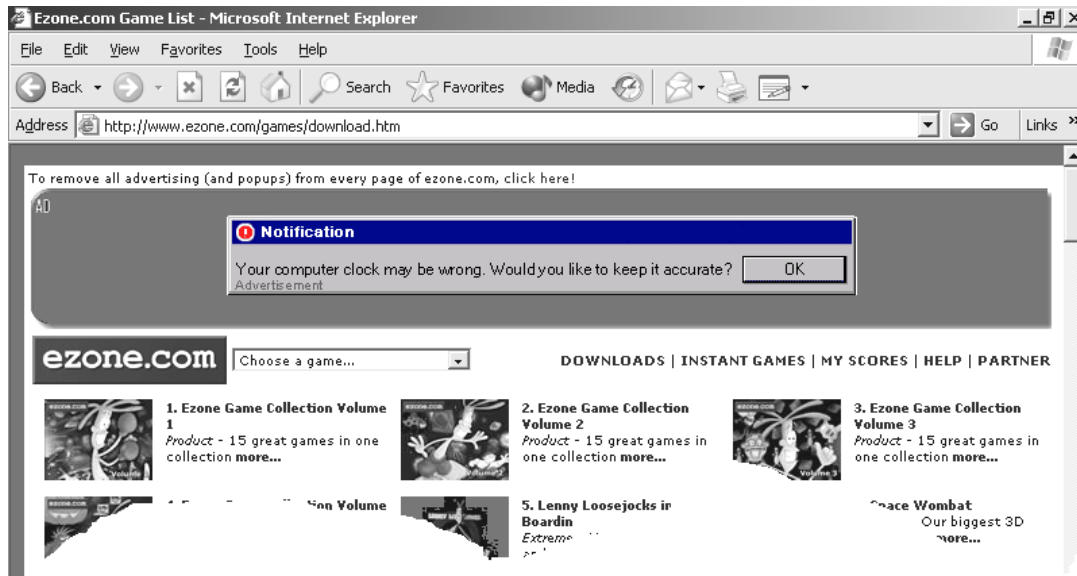 Ezone.com Game List - Microsoft Internet Explorer
File Edit View Favorites Tools Help
Back Search Favorites Media
Address http://www.ezone.com/games/download.htm Go Links »
To remove all advertising (and popups) from every page of ezone.com, click here!
AD
Notification
Your computer clock may be wrong. Would you like to keep it accurate? OK
Advertisement
ezone.com Choose a game... DOWNLOADS | INSTANT GAMES | MY SCORES | HELP | PARTNER
1. Ezone Game Collection Volume
1
Product - 15 great games in one
collection more...
2. Ezone Game Collection
Volume 2
Product - 15 great games in
one collection more...
3. Ezone Game Collection
Volume 3
Product - 15 great games in
one collection more...
Volume
5. Lenny Loosejocks in
Boardin
Extreme
Space Wombat
Our biggest 3D
more...